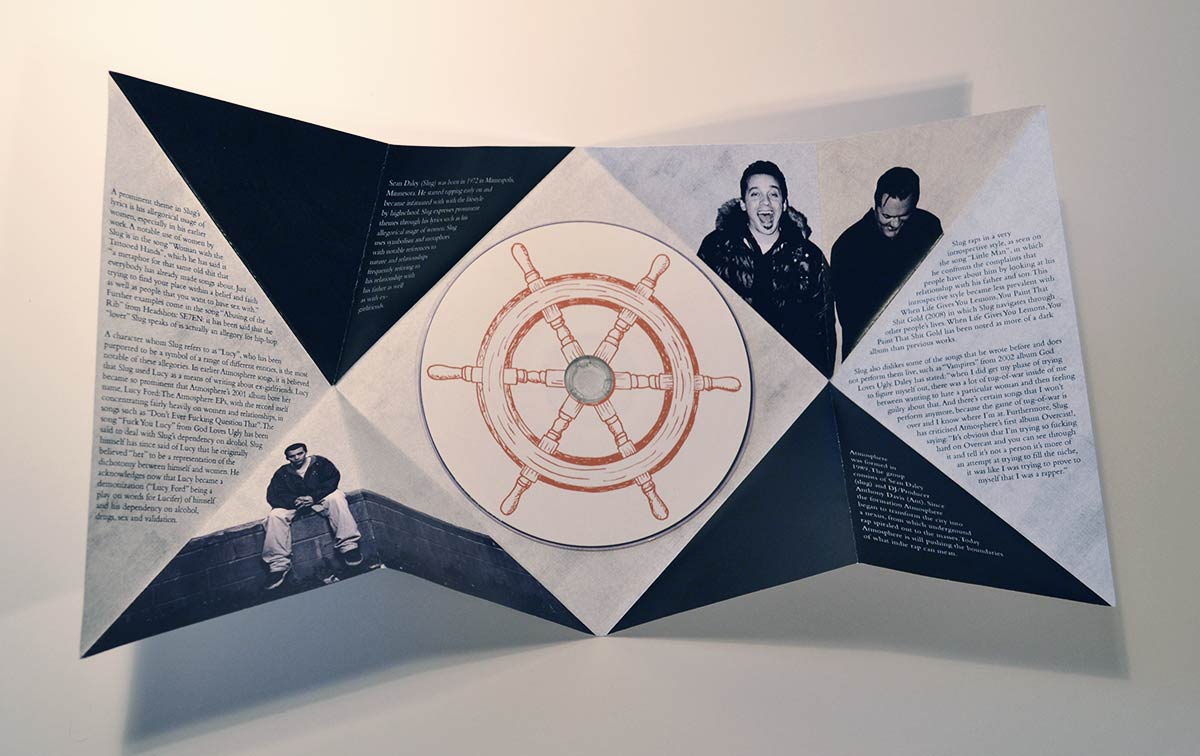 A prominent theme in Slug's
lyrics is his allegorical usage of
women, especially in his earlier
work. A notable use of women by
Slug is in the song "Woman with the
Tattooed Hands", which he has said is
"a metaphor for that same old shit that
everybody has already made songs about. Just
trying to find your place within a belief and faith
as well as people that you want to have sex with."
Further examples come in the song "Abusing of the
Rib" from Headshots: SE7EN; it has been said that the
"lover" Slug speaks of is actually an allegory for hip-hop.
A character whom Slug refers to as "Lucy", who has been
purported to be a symbol of a range of different entities, is the most
notable of these allegories. In earlier Atmosphere songs, it is believed
that Slug used Lucy as a means of writing about ex-girlfriends. Lucy
became so prominent that Atmosphere's 2001 album bore her
name, Lucy Ford: The Atmosphere EP's, with the record itself
concentrating fairly heavily on women and relationships, in
songs such as "Don't Ever Fucking Question That". The
song "Fuck You Lucy" from God Loves Ugly has been
said to deal with Slug's dependency on alcohol. Slug
himself has since said of Lucy that he originally
believed "her" to be a representation of the
dichotomy between himself and women. He
acknowledges now that Lucy became a
demonization ("Lucy Ford" being a
play on words for Lucifer) of himself
and his dependency on alcohol,
drugs, sex and validation.
Sean Daley (Slug) was born in 1972 in Minneapolis,
Minnesota. He started rapping early on and
became infatuated with with the lifestyle
by highschool. Slug expresses prominent
themes through his lyrics such as his
allegorical usage of women. Slug
uses symbolism and metaphors
with notable references to
nature and relationships
frequently refering to
his relationship with
his father as well
as with ex-
girlfriends.
Slug raps in a very
introspective style, as seen on
the song "Little Man", in which
he confronts the complaints that
people have about him by looking at his
relationship with his father and son. This
introspective style became less prevalent with
When Life Gives You Lemons, You Paint That
Shit Gold (2008) in which Slug navigates through
other people's lives. When Life Gives You Lemons, You
Paint That Shit Gold has been noted as more of a dark
album than previous works.
Slug also dislikes some of the songs that he wrote before and does
not perform them live, such as "Vampires" from 2002 album God
Loves Ugly. Daley has stated: "when I did get my phase of trying
to figure myself out, there was a lot of tug-of-war inside of me
between wanting to hate a particular woman and then feeling
guilty about that. And there's certain songs that I won't
perform anymore, because the game of tug-of-war is
over and I know where I'm at. Furthermore, Slug
has criticized Atmosphere's first album Overcast!,
saying: "It's obvious that I'm trying so fucking
hard on Overcast and you can see through
it and tell it's not a person it's more of
an attempt at trying to fill the niche,
it was like I was trying to prove to
myself that I was a rapper."
Atmosphere
was formed in
1989. The group
consists of Sean Daley
(slug) and DJ/Producer
Anthony Davis (Ant). Since
the formation Atmosphere
began to transform the city into
a nexus, from which underground
rap spiraled out to the masses. Today
Atmosphere is still pushing the boundaries
of what indie rap can mean.